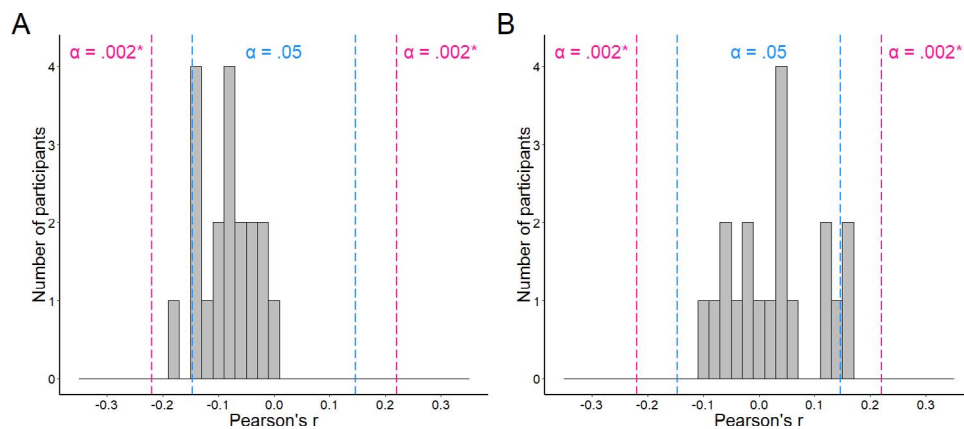 A
α = .002*
α = .05
α = .002*
Number of participants
4
3
2
1
0
-0.3
-0.2
-0.1
0.0
0.1
0.2
0.3
Pearson's r
B
α = .002*
α = .05
α = .002*
Number of participants
4
3
2
1
0
-0.3
-0.2
-0.1
0.0
0.1
0.2
0.3
Pearson's r